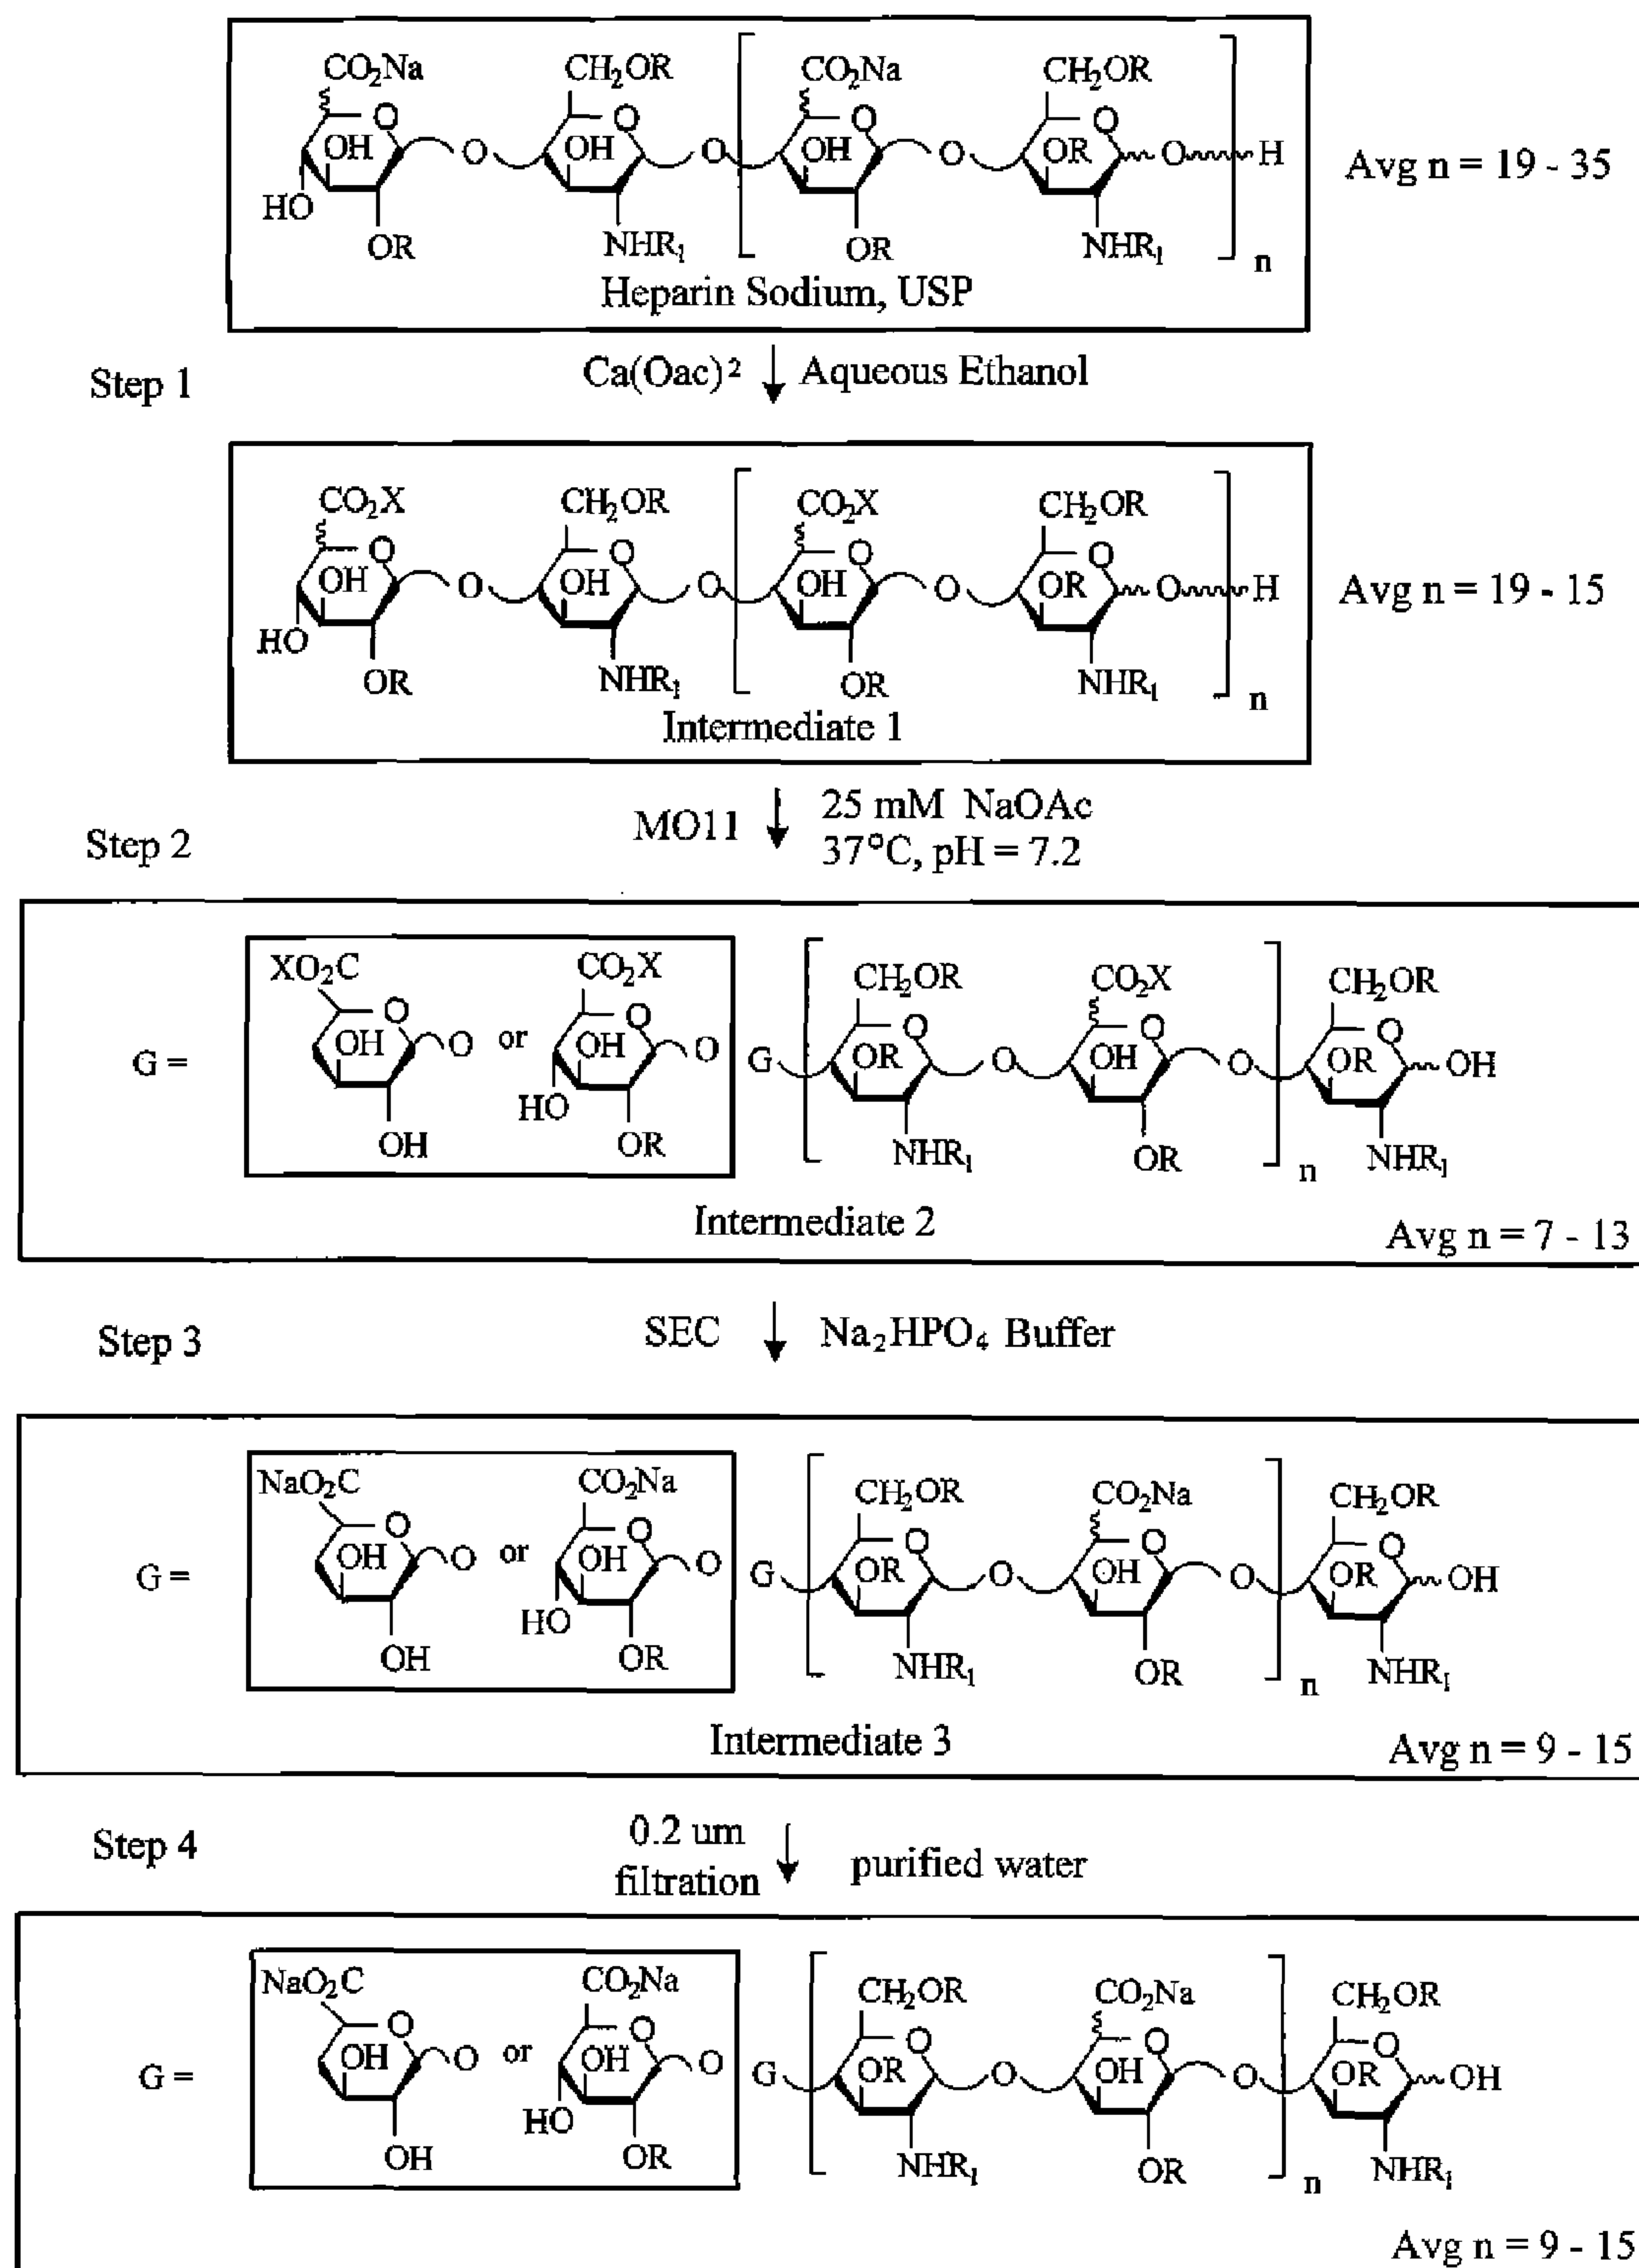 CO₂Na CH₂OR CO₂Na CH₂OR
O O O O
OH O OH O OH O OR O H
HO OR NHR₁ OR NHR₁ n
Avg n = 19 - 35
Heparin Sodium, USP
Step 1
Ca(Oac)² Aqueous Ethanol
CO₂X CH₂OR CO₂X CH₂OR
O O O O
OH O OH O OH O OR O H
HO OR NHR₁ OR NHR₁ n
Avg n = 19 - 15
Intermediate 1
Step 2
MO11 25 mM NaOAc
37°C, pH = 7.2
XO₂C CO₂X CH₂OR CO₂X CH₂OR
O O O O O
G = OH O or OH O G OR O OH O OR OH
HO
OH OR NHR₁ OR n NHR₁
Intermediate 2
Avg n = 7 - 13
Step 3
SEC Na₂HPO₄ Buffer
NaO₂C CO₂Na CH₂OR CO₂Na CH₂OR
O O O O O
G = OH O or OH O G OR O OH O OR OH
HO
OH OR NHR₁ OR n NHR₁
Intermediate 3
Avg n = 9 - 15
Step 4
0.2 um
filtration purified water
NaO₂C CO₂Na CH₂OR CO₂Na CH₂OR
O O O O O
G = OH O or OH O G OR O OH O OR OH
HO
OH OR NHR₁ OR n NHR₁
Avg n = 9 - 15